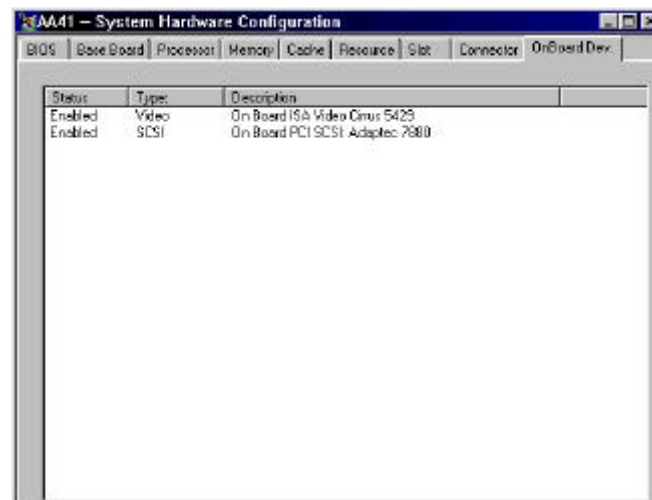 AA41 – System Hardware Configuration
BIOS Base Board Processor Memory Cache Resource Slot Connector OnBoard Dev.
Status Type: Description
Enabled Video On Board ISA Video Cirrus 5429
Enabled SCSI On Board PCI SCSI: Adaptec 7880